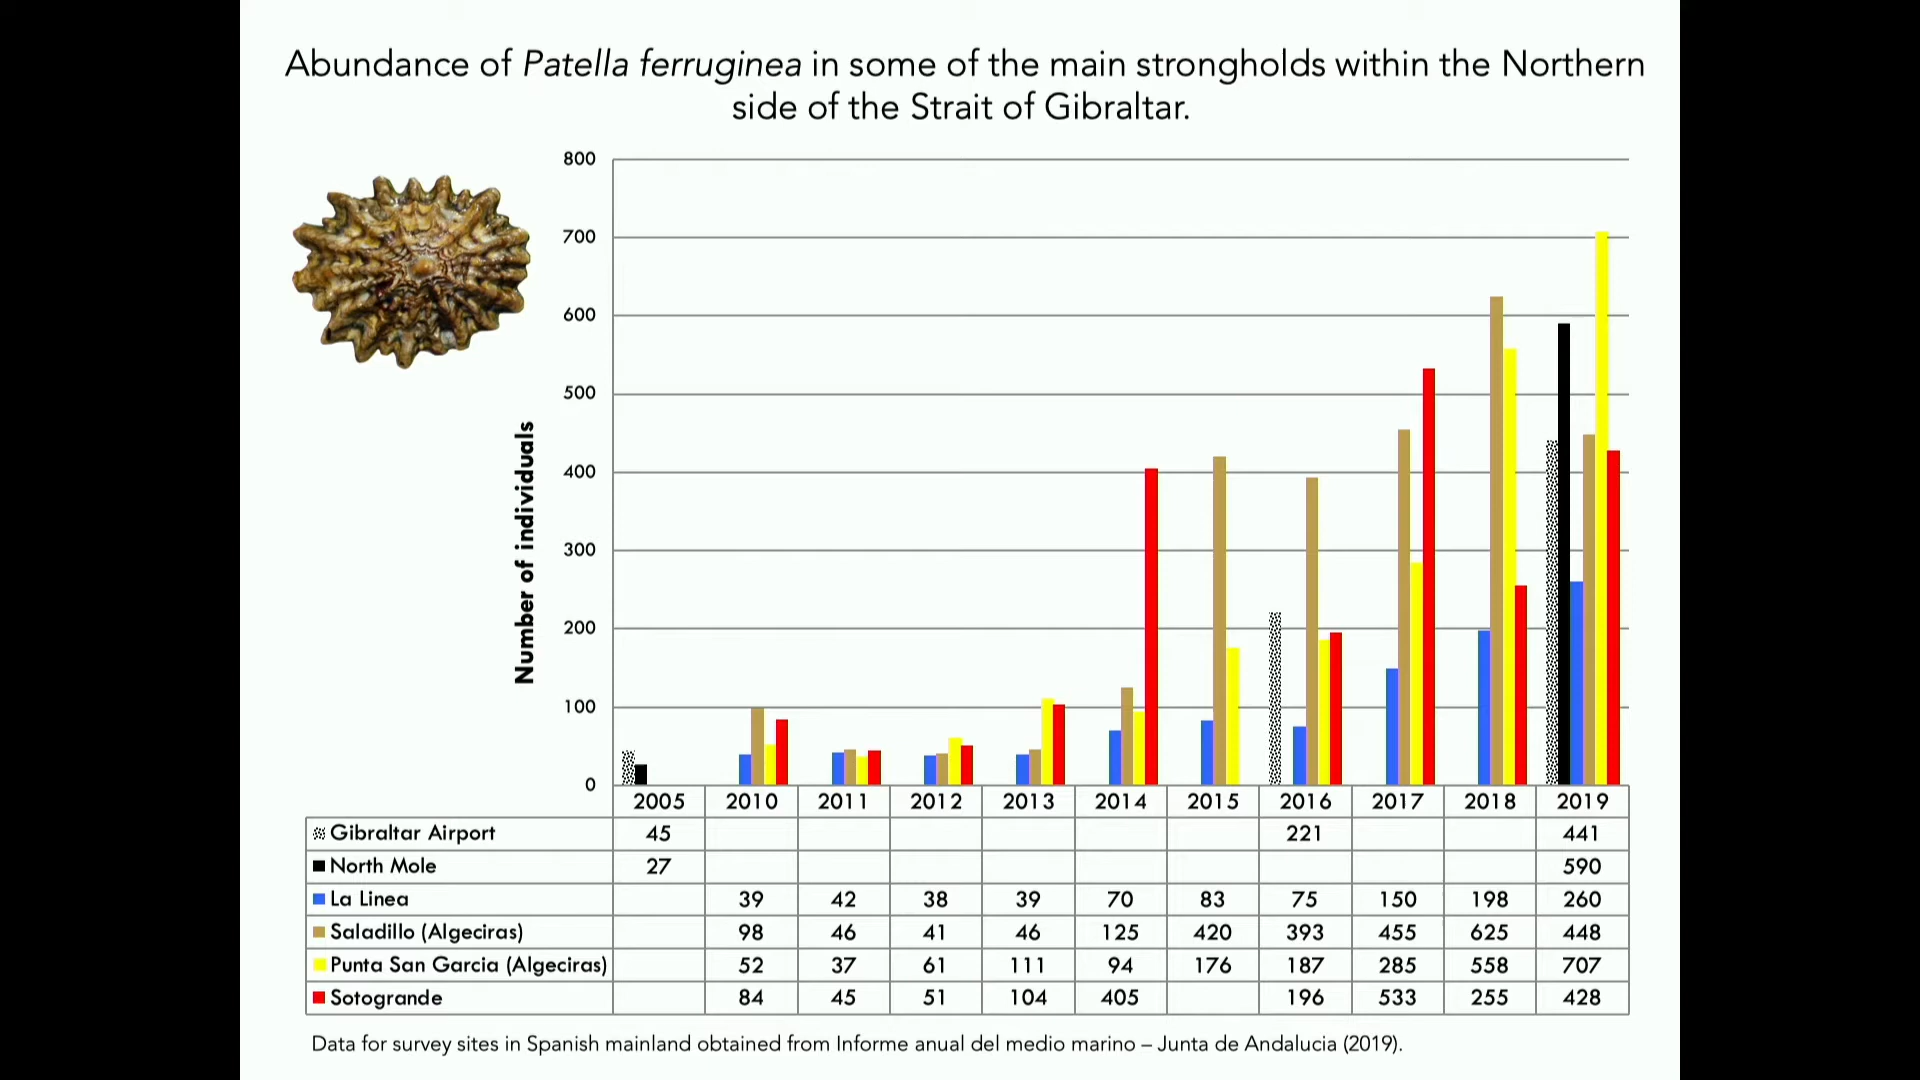 Abundance of Patella ferruginea in some of the main strongholds within the Northern
side of the Strait of Gibraltar.
800
700
600
500
400
300
200
100
0
Number of individuals
2005 2010 2011 2012 2013 2014 2015 2016 2017 2018 2019
Gibraltar Airport 45 221 441
North Mole 27 590
La Linea 39 42 38 39 70 83 75 150 198 260
Saladillo (Algeciras) 98 46 41 46 125 420 393 455 625 448
Punta San Garcia (Algeciras) 52 37 61 111 94 176 187 285 558 707
Sotogrande 84 45 51 104 405 196 533 255 428
Data for survey sites in Spanish mainland obtained from Informe anual del medio marino – Junta de Andalucia (2019).